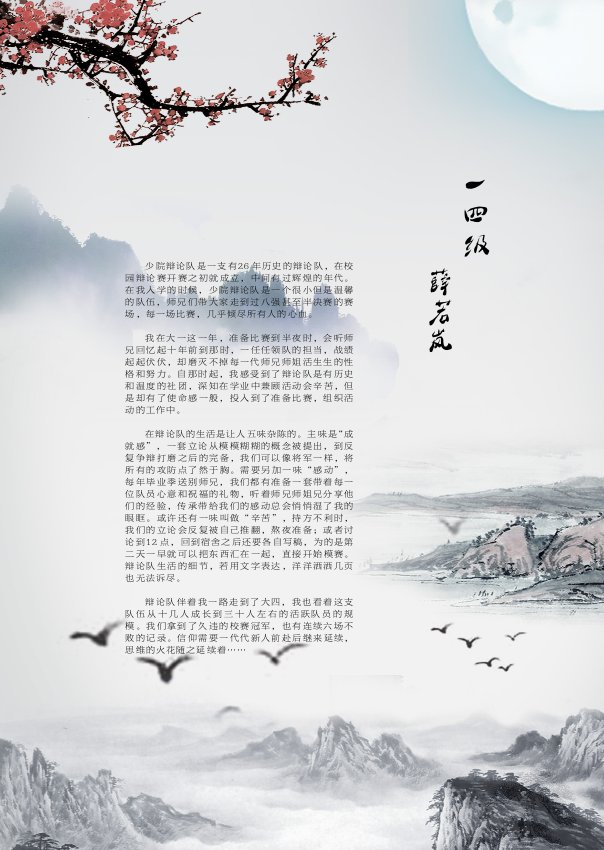 一四级
薛若岚
少院辩论队是一支有26年历史的辩论队，在校
园辩论赛开赛之初就成立，中间有过辉煌的年代。
在我入学的时候，少院辩论队是一个很小但是温馨
的队伍，师兄们带大家走到过八强甚至半决赛的赛
场，每一场比赛，几乎倾尽所有人的心血。
我在大一这一年，准备比赛到半夜时，会听师
兄回忆起十年前到那时，一任任领队的担当，战绩
起起伏伏，却磨灭不掉每一代师兄师姐活生生的性
格和努力。自那时起，我感受到了辩论队是有历史
和温度的社团，深知在学业中兼顾活动会辛苦，但
是却有了使命感一般，投入到了准备比赛，组织活
动的工作中。
在辩论队的生活是让人五味杂陈的。主味是“成
就感”，一套立论从模模糊糊的概念被提出，到反
复争辩打磨之后的完备，我们可以像将军一样，将
所有的攻防点了然于胸。需要另加一味“感动”，
每年毕业季送别师兄，我们都有准备一套带着每一
位队员心意和祝福的礼物，听着师兄师姐兄分享他
们的经验，传承带给我们的感动总会悄悄湿了我的
眼眶。或许还有一味叫做“辛苦”，持方不利时，
我们的立论会反复被自己推翻，熬夜准备；或者讨
论到12点，回到宿舍之后还要各自写稿，为的是第
二天一早就可以把东西汇在一起，直接开始模赛。
辩论队生活的细节，若用文字表达，洋洋洒洒几页
也无法诉尽。
辩论队伴着我一路走到了大四，我也看着这支
队伍从十几人成长到三十人左右的活跃队员的规
模。我们拿到了久违的校赛冠军，也有连续六场不
败的记录。信仰需要一代代新人前赴后继来延续，
思维的火花随之延续着……